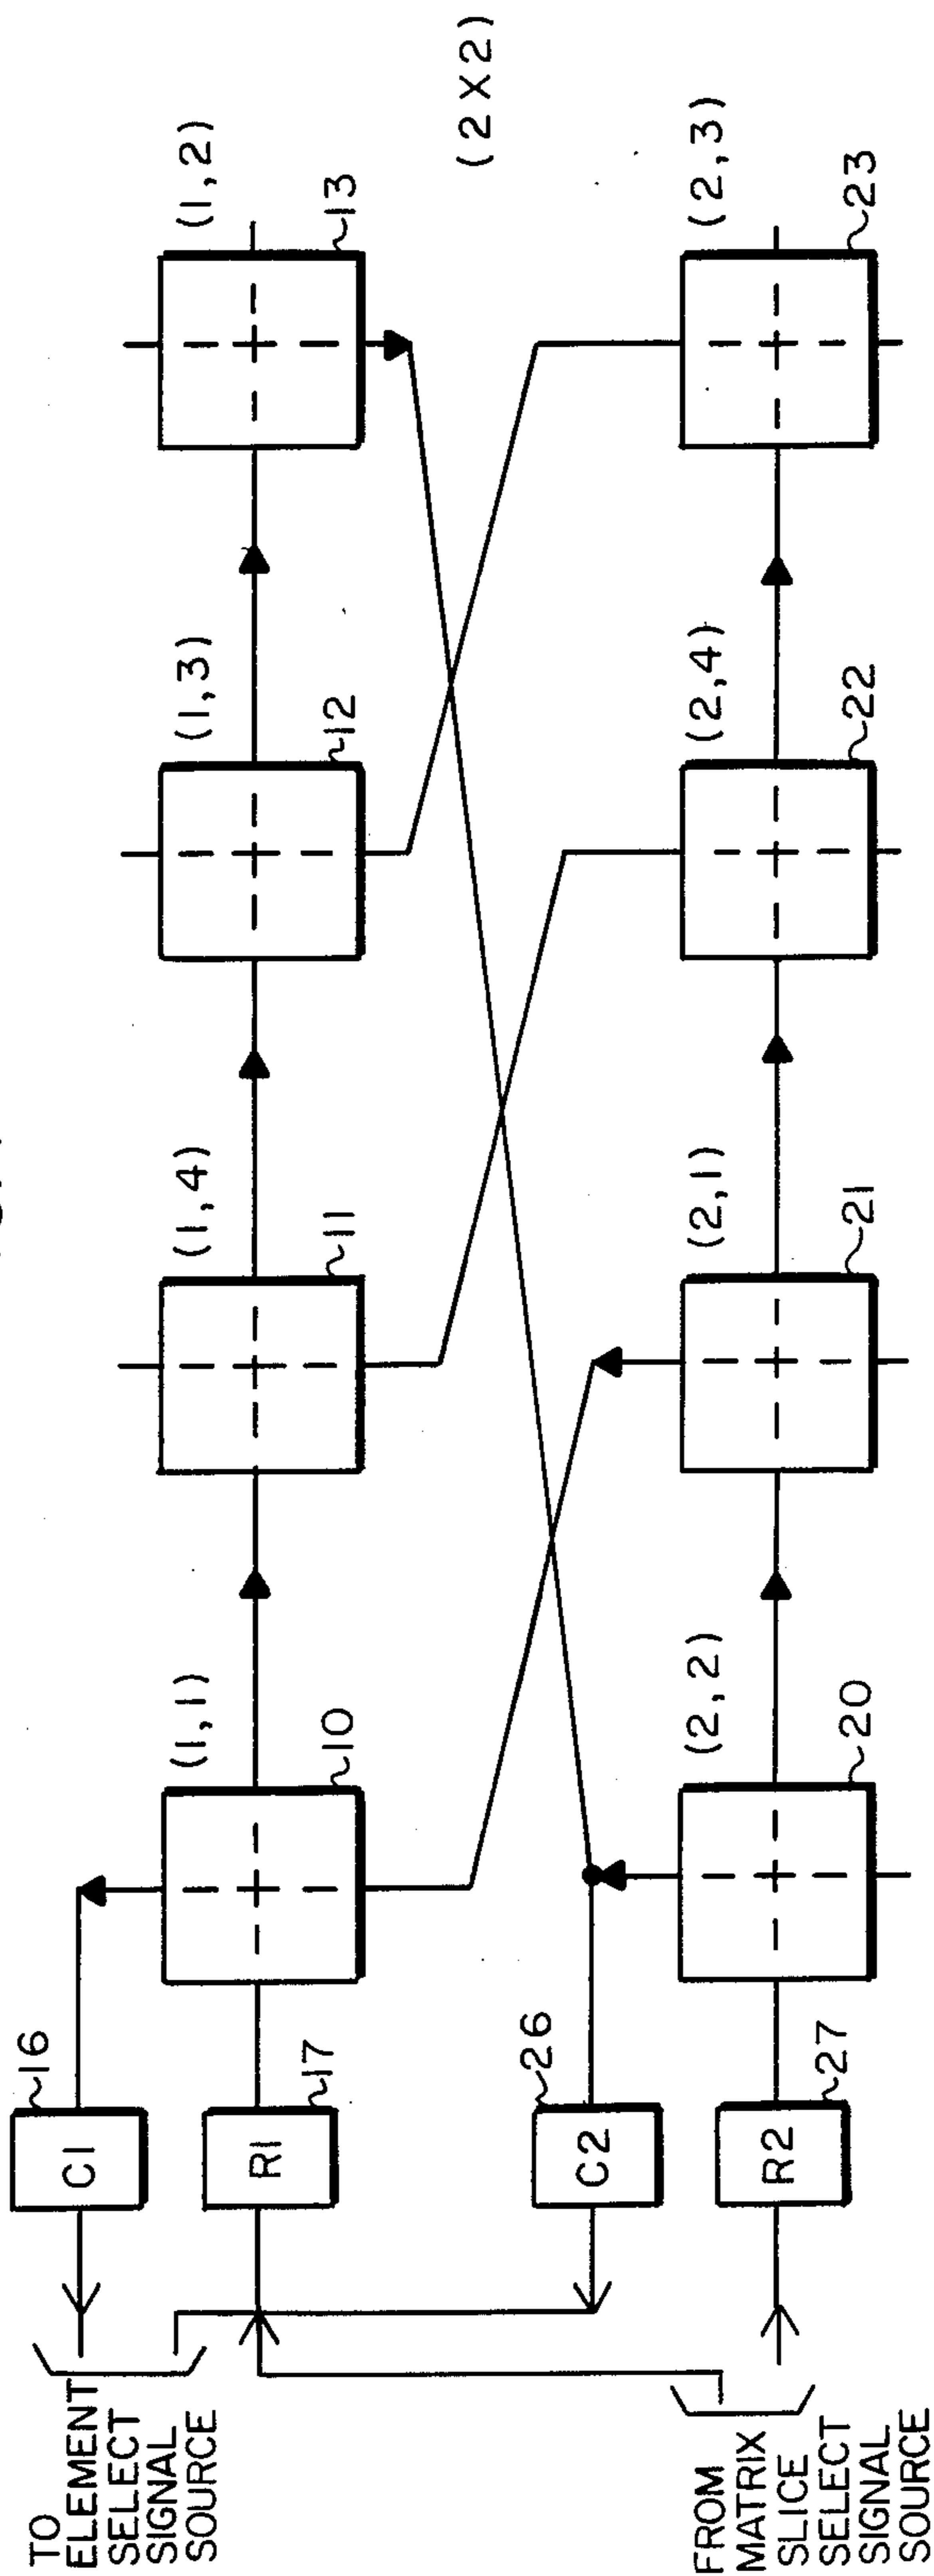 TO
ELEMENT
SELECT
SIGNAL
SOURCE
C1
16
R1
17
(1,1)
10
(1,4)
11
(1,3)
12
(1,2)
13
(2X2)
C2
26
R2
27
(2,2)
20
(2,1)
21
(2,4)
22
(2,3)
23
FROM
MATRIX
SLICE
SELECT
SIGNAL
SOURCE